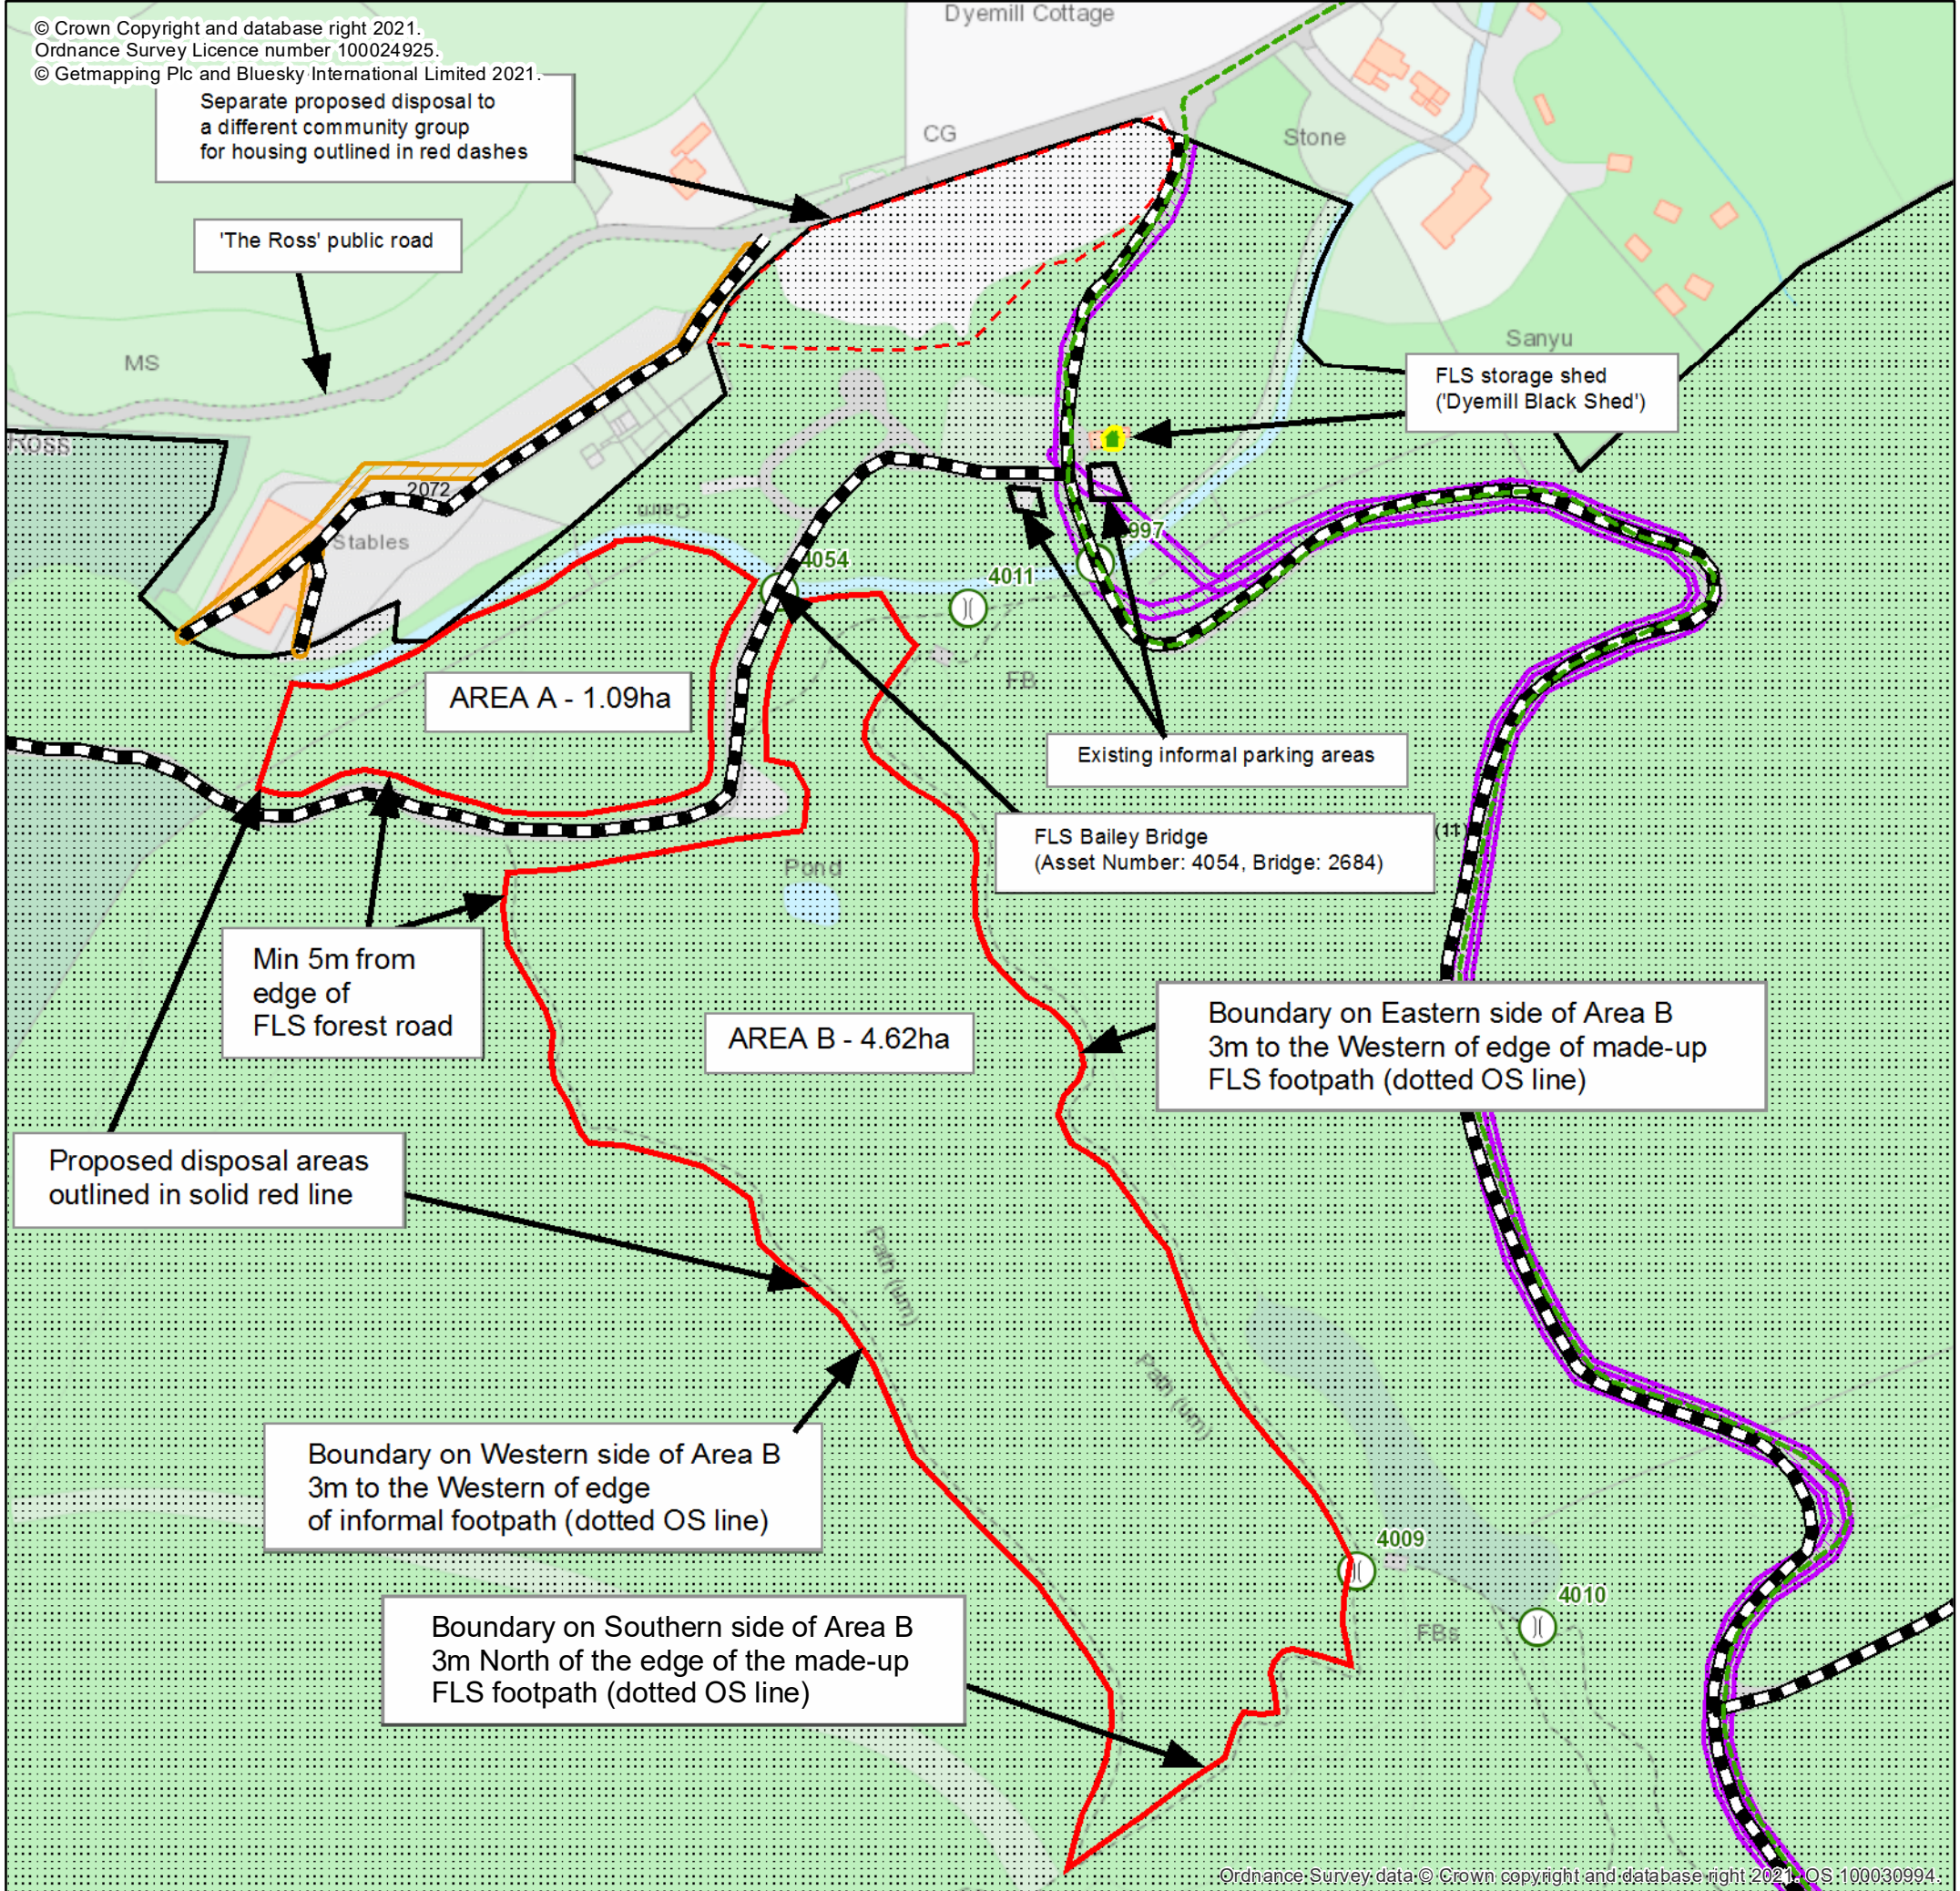 © Crown Copyright and database right 2021.
Ordnance Survey Licence number 100024925.
© Getmapping Plc and Bluesky International Limited 2021.
Dyemill Cottage
Separate proposed disposal to
a different community group
for housing outlined in red dashes
CG
Stone
'The Ross' public road
MS
Sanyu
FLS storage shed
('Dyemill Black Shed')
Ross
2072
Stables
Cairn
4054
997
4011
FB
AREA A - 1.09ha
Existing informal parking areas
FLS Bailey Bridge
(Asset Number: 4054, Bridge: 2684)
(11)
Pond
Min 5m from
edge of
FLS forest road
AREA B - 4.62ha
Boundary on Eastern side of Area B
3m to the Western of edge of made-up
FLS footpath (dotted OS line)
Proposed disposal areas
outlined in solid red line
Path (um)
Path (um)
Boundary on Western side of Area B
3m to the Western of edge
of informal footpath (dotted OS line)
4009
4010
FBs
Boundary on Southern side of Area B
3m North of the edge of the made-up
FLS footpath (dotted OS line)
Ordnance Survey data © Crown copyright and database right 2021. OS 100030994.